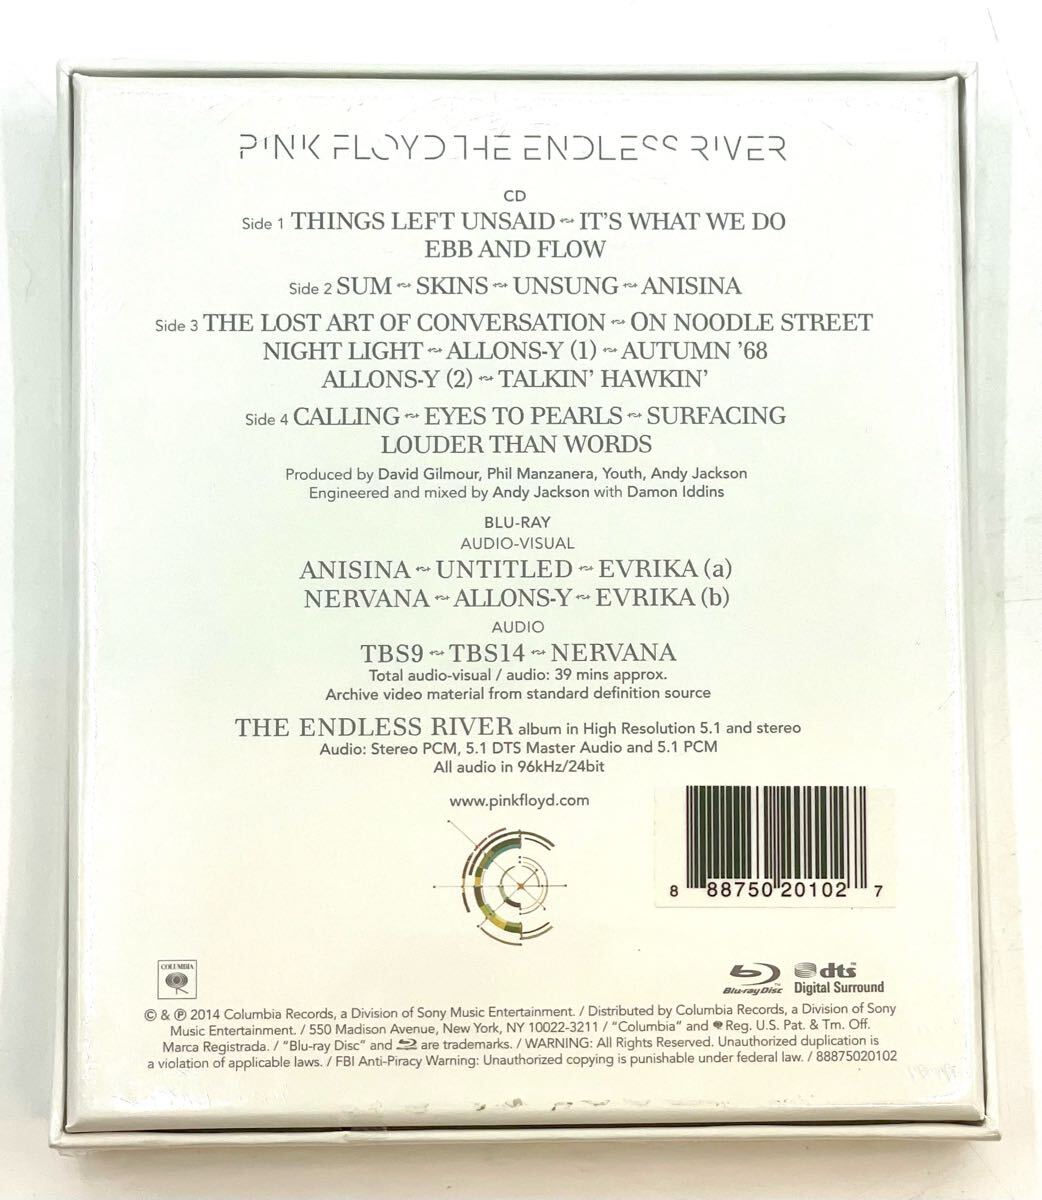 PINK FLOYD THE ENDLESS RIVER
CD
Side 1 THINGS LEFT UNSAID ~ IT'S WHAT WE DO
EBB AND FLOW
Side 2 SUM ~ SKINS ~ UNSUNG ~ ANISINA
Side 3 THE LOST ART OF CONVERSATION ~ ON NOODLE STREET
NIGHT LIGHT ~ ALLONS-Y (1) ~ AUTUMN '68
ALLONS-Y (2) ~ TALKIN' HAWKIN'
Side 4 CALLING ~ EYES TO PEARLS ~ SURFACING
LOUDER THAN WORDS
Produced by David Gilmour, Phil Manzanera, Youth, Andy Jackson
Engineered and mixed by Andy Jackson with Damon Iddins
BLU-RAY
AUDIO-VISUAL
ANISINA ~ UNTITLED ~ EVRIKA (a)
NERVANA ~ ALLONS-Y ~ EVRIKA (b)
AUDIO
TBS9 ~ TBS14 ~ NERVANA
Total audio-visual / audio: 39 mins approx.
Archive video material from standard definition source
THE ENDLESS RIVER album in High Resolution 5.1 and stereo
Audio: Stereo PCM, 5.1 DTS Master Audio and 5.1 PCM
All audio in 96kHz/24bit
www.pinkfloyd.com
8 88750 20102 7
COLUMBIA
Blu-ray Disc
dts Digital Surround
© & ℗ 2014 Columbia Records, a Division of Sony Music Entertainment. / Distributed by Columbia Records, a Division of Sony
Music Entertainment. / 550 Madison Avenue, New York, NY 10022-3211 / "Columbia" and Reg. U.S. Pat. & Tm. Off.
Marca Registrada. / "Blu-ray Disc" and are trademarks. / WARNING: All Rights Reserved. Unauthorized duplication is
a violation of applicable laws. / FBI Anti-Piracy Warning: Unauthorized copying is punishable under federal law. / 88875020102